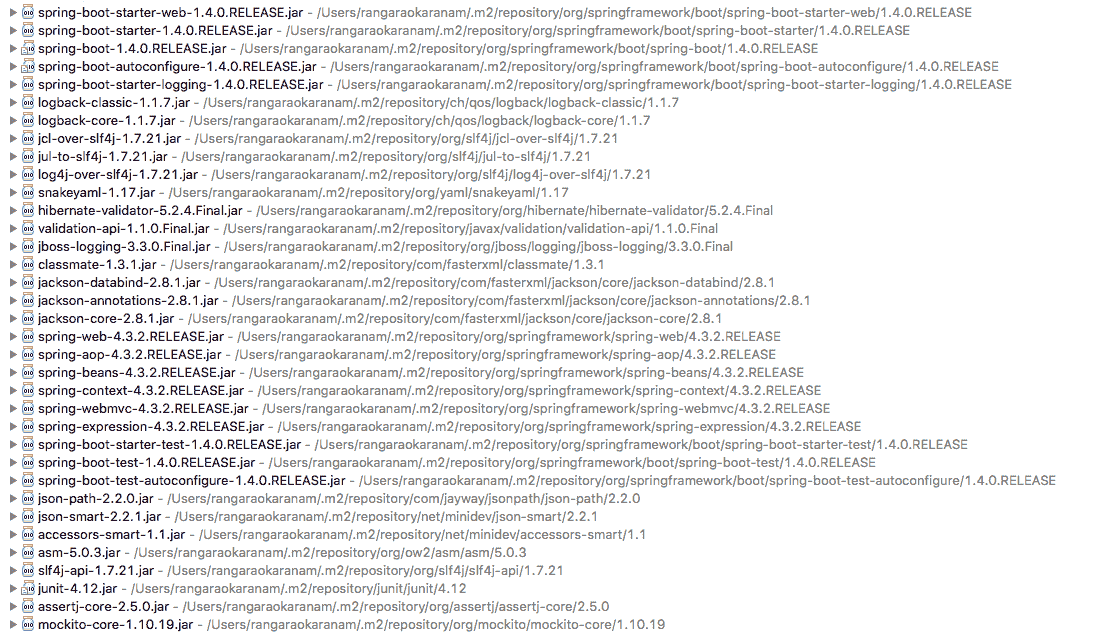 spring-boot-starter-web-1.4.0.RELEASE.jar - /Users/rangaraokaranam/.m2/repository/org/springframework/boot/spring-boot-starter-web/1.4.0.RELEASE
spring-boot-starter-1.4.0.RELEASE.jar - /Users/rangaraokaranam/.m2/repository/org/springframework/boot/spring-boot-starter/1.4.0.RELEASE
spring-boot-1.4.0.RELEASE.jar - /Users/rangaraokaranam/.m2/repository/org/springframework/boot/spring-boot/1.4.0.RELEASE
spring-boot-autoconfigure-1.4.0.RELEASE.jar - /Users/rangaraokaranam/.m2/repository/org/springframework/boot/spring-boot-autoconfigure/1.4.0.RELEASE
spring-boot-starter-logging-1.4.0.RELEASE.jar - /Users/rangaraokaranam/.m2/repository/org/springframework/boot/spring-boot-starter-logging/1.4.0.RELEASE
logback-classic-1.1.7.jar - /Users/rangaraokaranam/.m2/repository/ch/qos/logback/logback-classic/1.1.7
logback-core-1.1.7.jar - /Users/rangaraokaranam/.m2/repository/ch/qos/logback/logback-core/1.1.7
jcl-over-slf4j-1.7.21.jar - /Users/rangaraokaranam/.m2/repository/org/slf4j/jcl-over-slf4j/1.7.21
jul-to-slf4j-1.7.21.jar - /Users/rangaraokaranam/.m2/repository/org/slf4j/jul-to-slf4j/1.7.21
log4j-over-slf4j-1.7.21.jar - /Users/rangaraokaranam/.m2/repository/org/slf4j/log4j-over-slf4j/1.7.21
snakeyaml-1.17.jar - /Users/rangaraokaranam/.m2/repository/org/yaml/snakeyaml/1.17
hibernate-validator-5.2.4.Final.jar - /Users/rangaraokaranam/.m2/repository/org/hibernate/hibernate-validator/5.2.4.Final
validation-api-1.1.0.Final.jar - /Users/rangaraokaranam/.m2/repository/javax/validation/validation-api/1.1.0.Final
jboss-logging-3.3.0.Final.jar - /Users/rangaraokaranam/.m2/repository/org/jboss/logging/jboss-logging/3.3.0.Final
classmate-1.3.1.jar - /Users/rangaraokaranam/.m2/repository/com/fasterxml/classmate/1.3.1
jackson-databind-2.8.1.jar - /Users/rangaraokaranam/.m2/repository/com/fasterxml/jackson/core/jackson-databind/2.8.1
jackson-annotations-2.8.1.jar - /Users/rangaraokaranam/.m2/repository/com/fasterxml/jackson/core/jackson-annotations/2.8.1
jackson-core-2.8.1.jar - /Users/rangaraokaranam/.m2/repository/com/fasterxml/jackson/core/jackson-core/2.8.1
spring-web-4.3.2.RELEASE.jar - /Users/rangaraokaranam/.m2/repository/org/springframework/spring-web/4.3.2.RELEASE
spring-aop-4.3.2.RELEASE.jar - /Users/rangaraokaranam/.m2/repository/org/springframework/spring-aop/4.3.2.RELEASE
spring-beans-4.3.2.RELEASE.jar - /Users/rangaraokaranam/.m2/repository/org/springframework/spring-beans/4.3.2.RELEASE
spring-context-4.3.2.RELEASE.jar - /Users/rangaraokaranam/.m2/repository/org/springframework/spring-context/4.3.2.RELEASE
spring-webmvc-4.3.2.RELEASE.jar - /Users/rangaraokaranam/.m2/repository/org/springframework/spring-webmvc/4.3.2.RELEASE
spring-expression-4.3.2.RELEASE.jar - /Users/rangaraokaranam/.m2/repository/org/springframework/spring-expression/4.3.2.RELEASE
spring-boot-starter-test-1.4.0.RELEASE.jar - /Users/rangaraokaranam/.m2/repository/org/springframework/boot/spring-boot-starter-test/1.4.0.RELEASE
spring-boot-test-1.4.0.RELEASE.jar - /Users/rangaraokaranam/.m2/repository/org/springframework/boot/spring-boot-test/1.4.0.RELEASE
spring-boot-test-autoconfigure-1.4.0.RELEASE.jar - /Users/rangaraokaranam/.m2/repository/org/springframework/boot/spring-boot-test-autoconfigure/1.4.0.RELEASE
json-path-2.2.0.jar - /Users/rangaraokaranam/.m2/repository/com/jayway/jsonpath/json-path/2.2.0
json-smart-2.2.1.jar - /Users/rangaraokaranam/.m2/repository/net/minidev/json-smart/2.2.1
accessors-smart-1.1.jar - /Users/rangaraokaranam/.m2/repository/net/minidev/accessors-smart/1.1
asm-5.0.3.jar - /Users/rangaraokaranam/.m2/repository/org/ow2/asm/asm/5.0.3
slf4j-api-1.7.21.jar - /Users/rangaraokaranam/.m2/repository/org/slf4j/slf4j-api/1.7.21
junit-4.12.jar - /Users/rangaraokaranam/.m2/repository/junit/junit/4.12
assertj-core-2.5.0.jar - /Users/rangaraokaranam/.m2/repository/org/assertj/assertj-core/2.5.0
mockito-core-1.10.19.jar - /Users/rangaraokaranam/.m2/repository/org/mockito/mockito-core/1.10.19